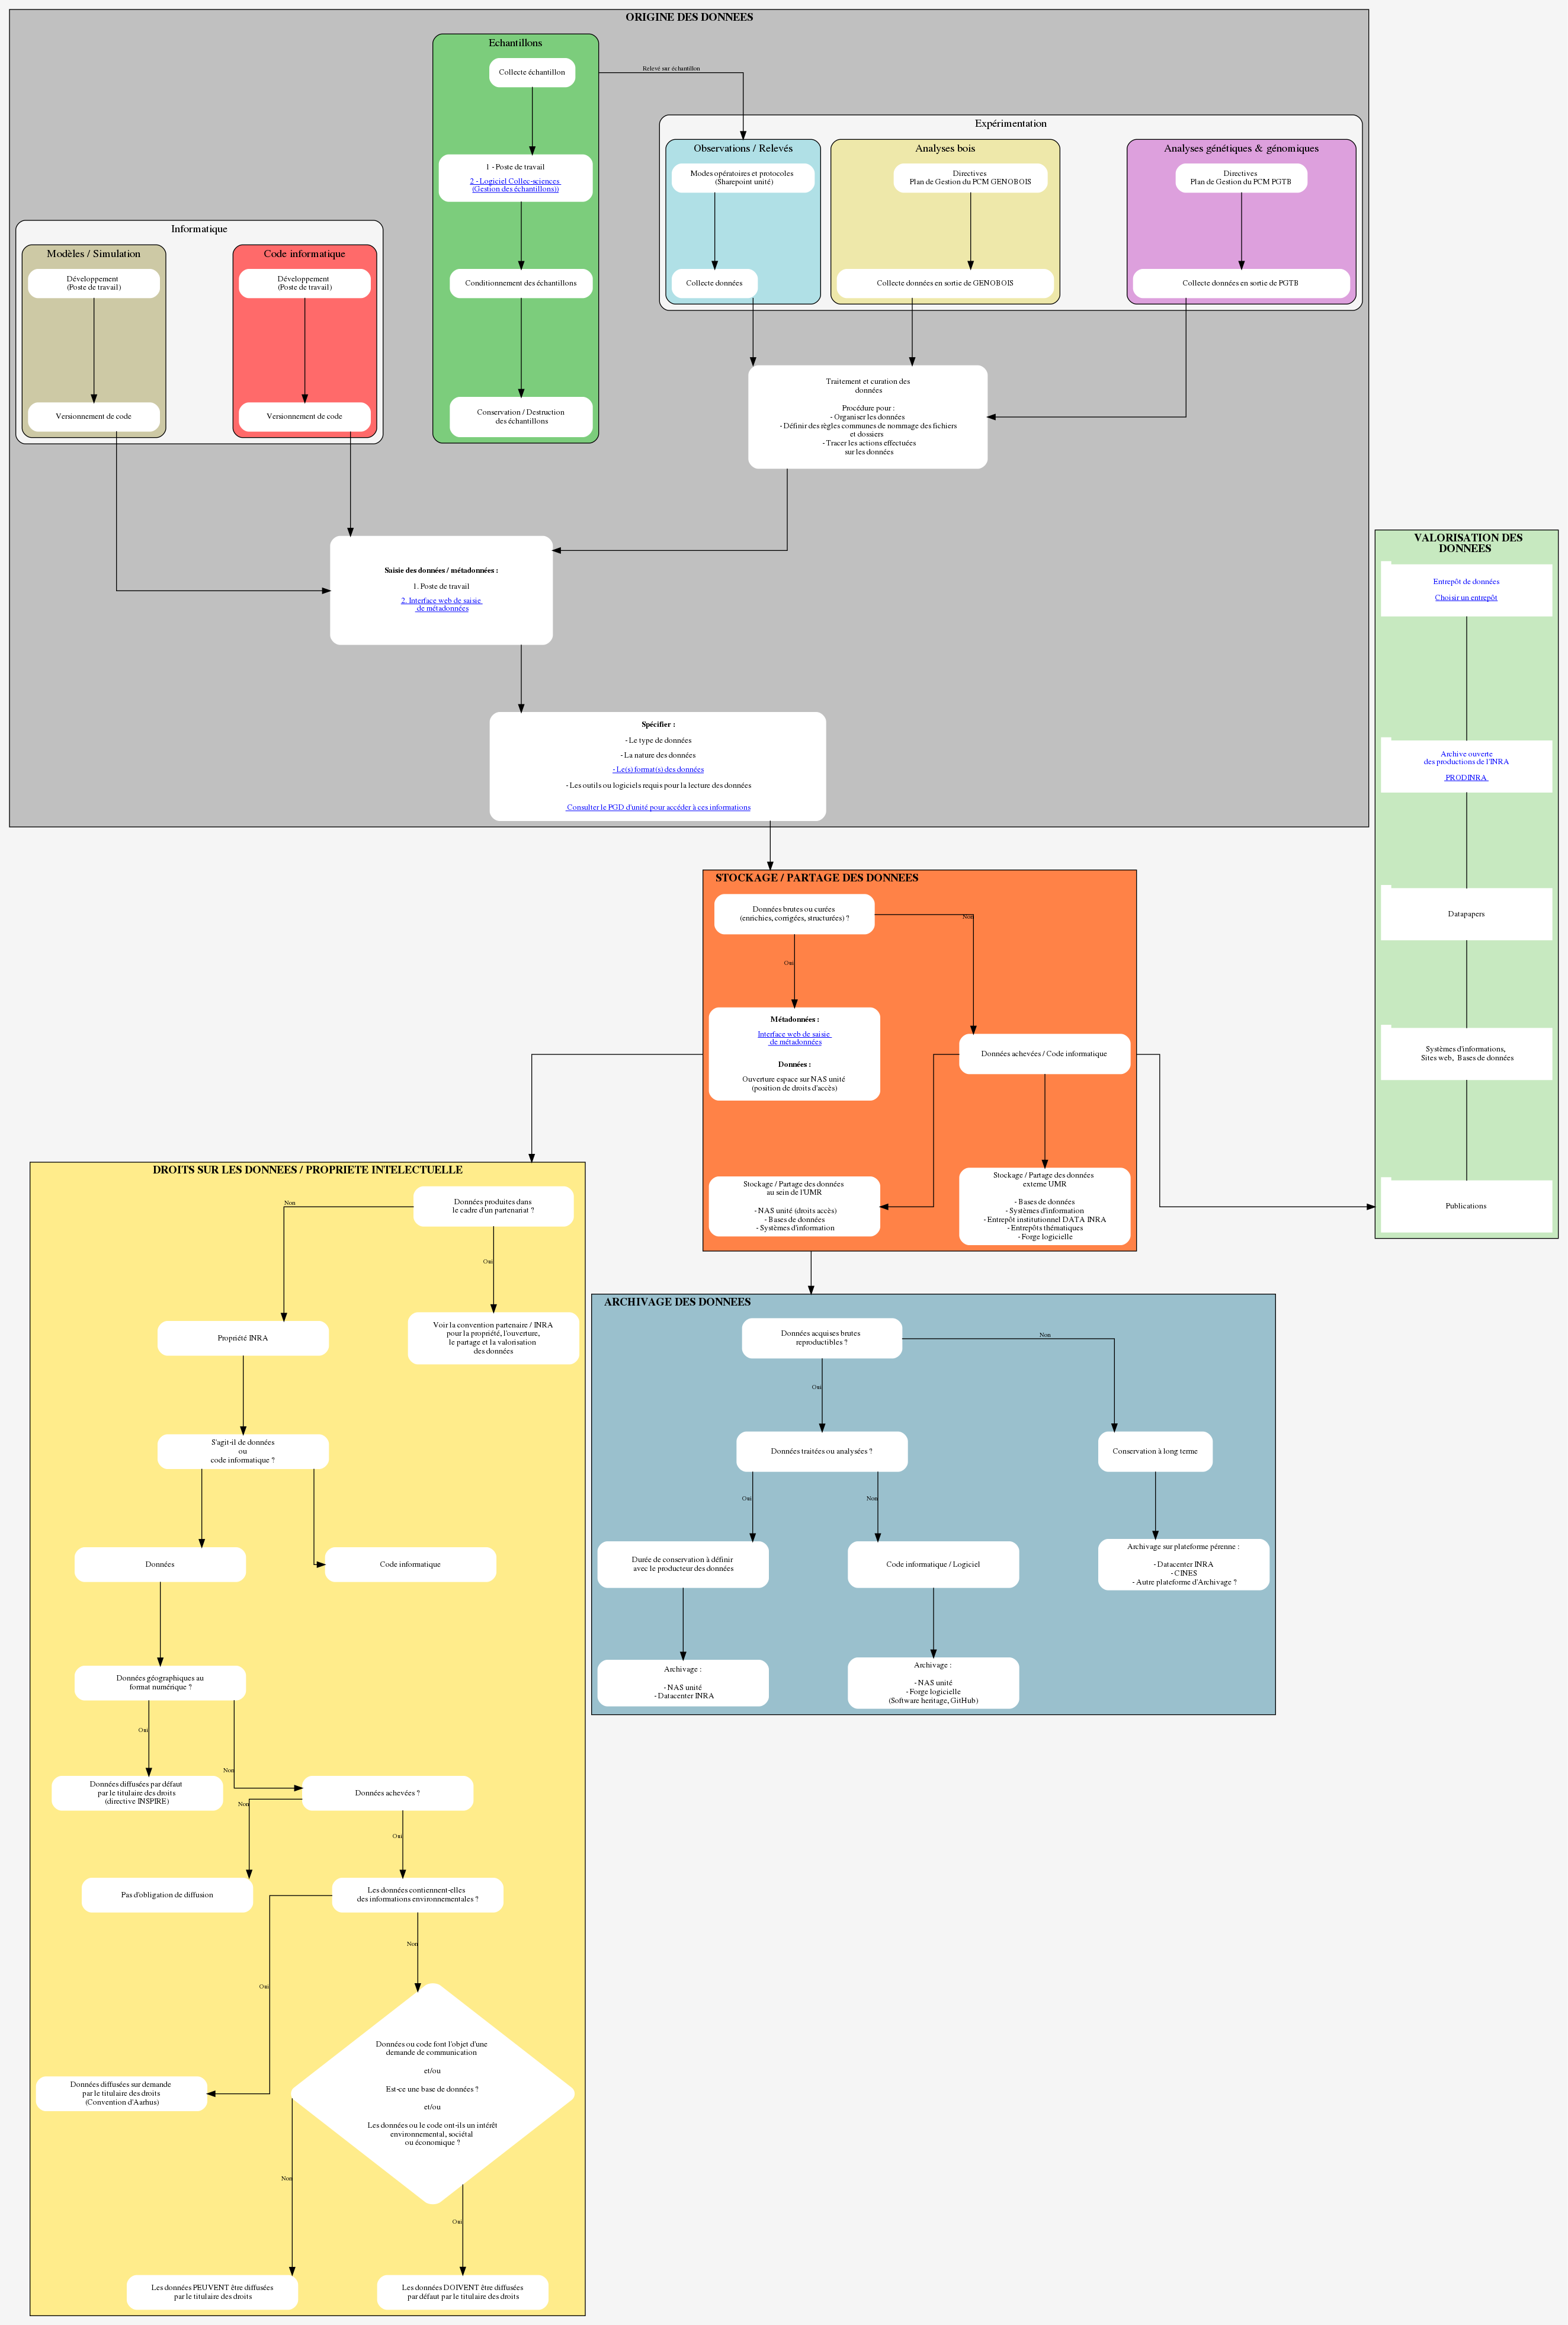 ORIGINE DES DONNEES
Echantillons
Collecte échantillon
Relevé sur échantillon
1 - Poste de travail
2 - Logiciel Collec-sciences
(Gestion des échantillons))
Conditionnement des échantillons
Conservation / Destruction
des échantillons
Expérimentation
Observations / Relevés
Modes opératoires et protocoles
(Sharepoint unité)
Collecte données
Analyses bois
Directives
Plan de Gestion du PCM GENOBOIS
Collecte données en sortie de GENOBOIS
Analyses génétiques & génomiques
Directives
Plan de Gestion du PCM PGTB
Collecte données en sortie de PGTB
Informatique
Modèles / Simulation
Développement
(Poste de travail)
Versionnement de code
Code informatique
Développement
(Poste de travail)
Versionnement de code
Traitement et curation des
données
Procédure pour :
- Organiser les données
- Définir des règles communes de nommage des fichiers
et dossiers
- Tracer les actions effectuées
sur les données
Saisie des données / métadonnées :
1. Poste de travail
2. Interface web de saisie
de métadonnées
Spécifier :
- Le type de données
- La nature des données
- Le(s) format(s) des données
- Les outils ou logiciels requis pour la lecture des données
Consulter le PGD d'unité pour accéder à ces informations
VALORISATION DES
DONNEES
Entrepôt de données
Choisir un entrepôt
Archive ouverte
des productions de l'INRA
PRODINRA
Datapapers
Systèmes d'informations,
Sites web, Bases de données
Publications
STOCKAGE / PARTAGE DES DONNEES
Données brutes ou curées
(enrichies, corrigées, structurées) ?
Non
Oui
Métadonnées :
Interface web de saisie
de métadonnées
Données :
Ouverture espace sur NAS unité
(position de droits d'accès)
Données achevées / Code informatique
Stockage / Partage des données
au sein de l'UMR
- NAS unité (droits accès)
- Bases de données
- Systèmes d'information
Stockage / Partage des données
externe UMR
- Bases de données
- Systèmes d'information
- Entrepôt institutionnel DATA INRA
- Entrepôts thématiques
- Forge logicielle
DROITS SUR LES DONNEES / PROPRIETE INTELECTUELLE
Données produites dans
le cadre d'un partenariat ?
Non
Oui
Voir la convention partenaire / INRA
pour la propriété, l'ouverture,
le partage et la valorisation
des données
Propriété INRA
S'agit-il de données
ou
code informatique ?
Données
Code informatique
Données géographiques au
format numérique ?
Oui
Non
Données diffusées par défaut
par le titulaire des droits
(directive INSPIRE)
Données achevées ?
Non
Oui
Pas d'obligation de diffusion
Les données contiennent-elles
des informations environnementales ?
Non
Oui
Données diffusées sur demande
par le titulaire des droits
(Convention d'Aarhus)
Données ou code font l'objet d'une
demande de communication
et/ou
Est-ce une base de données ?
et/ou
Les données ou le code ont-ils un intérêt
environnemental, sociétal
ou économique ?
Non
Oui
Les données PEUVENT être diffusées
par le titulaire des droits
Les données DOIVENT être diffusées
par défaut par le titulaire des droits
ARCHIVAGE DES DONNEES
Données acquises brutes
reproductibles ?
Non
Oui
Données traitées ou analysées ?
Conservation à long terme
Oui
Non
Durée de conservation à définir
avec le producteur des données
Code informatique / Logiciel
Archivage sur plateforme pérenne :
- Datacenter INRA
- CINES
- Autre plateforme d'Archivage ?
Archivage :
- NAS unité
- Datacenter INRA
Archivage :
- NAS unité
- Forge logicielle
(Software heritage, GitHub)